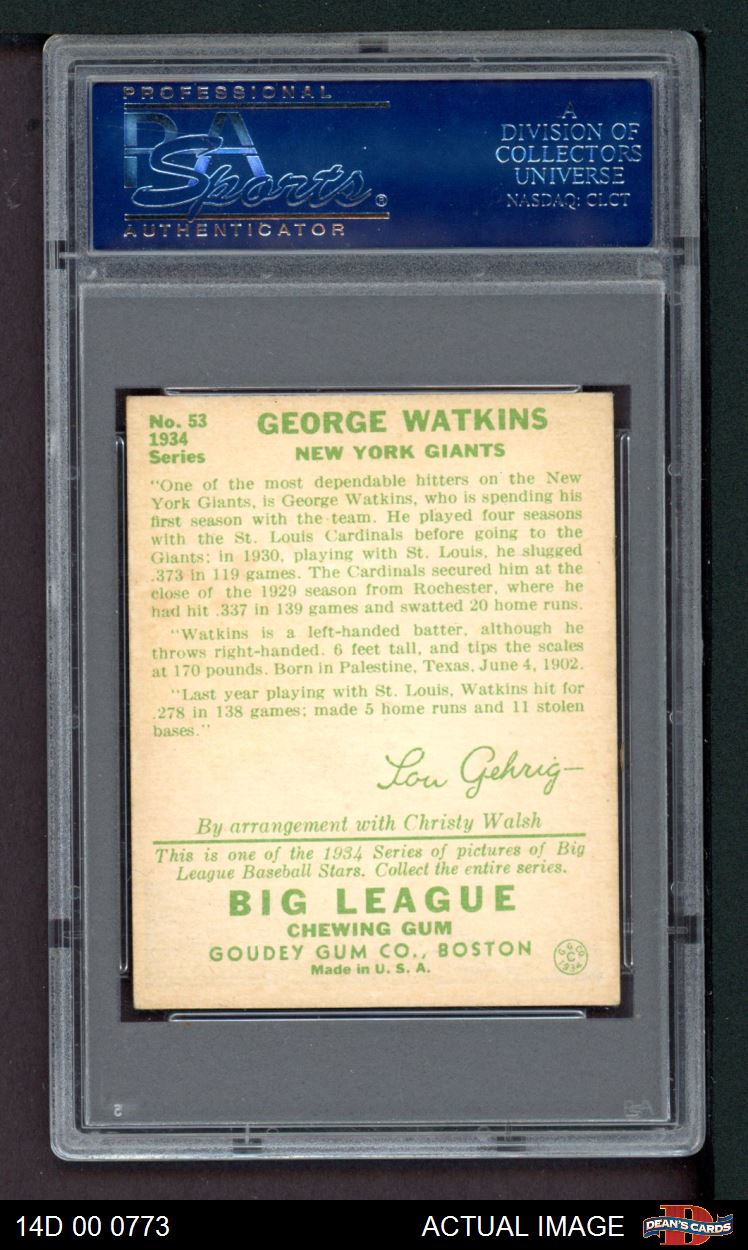 PROFESSIONAL
PSA
Sports®
AUTHENTICATOR
A
DIVISION OF
COLLECTORS
UNIVERSE
NASDAQ: CLCT
No. 53
1934
Series
GEORGE WATKINS
NEW YORK GIANTS
"One of the most dependable hitters on the New
York Giants, is George Watkins, who is spending his
first season with the team. He played four seasons
with the St. Louis Cardinals before going to the
Giants; in 1930, playing with St. Louis, he slugged
.373 in 119 games. The Cardinals secured him at the
close of the 1929 season from Rochester, where he
had hit .337 in 139 games and swatted 20 home runs.
"Watkins is a left-handed batter, although he
throws right-handed. 6 feet tall, and tips the scales
at 170 pounds. Born in Palestine, Texas, June 4, 1902.
"Last year playing with St. Louis, Watkins hit for
.278 in 138 games; made 5 home runs and 11 stolen
bases."
Lou Gehrig
By arrangement with Christy Walsh
This is one of the 1934 Series of pictures of Big
League Baseball Stars. Collect the entire series.
BIG LEAGUE
CHEWING GUM
GOUDEY GUM CO., BOSTON
Made in U. S. A.
G. G. CO.
C
1934
PSA
14D 00 0773
ACTUAL IMAGE
D
DEAN'S CARDS